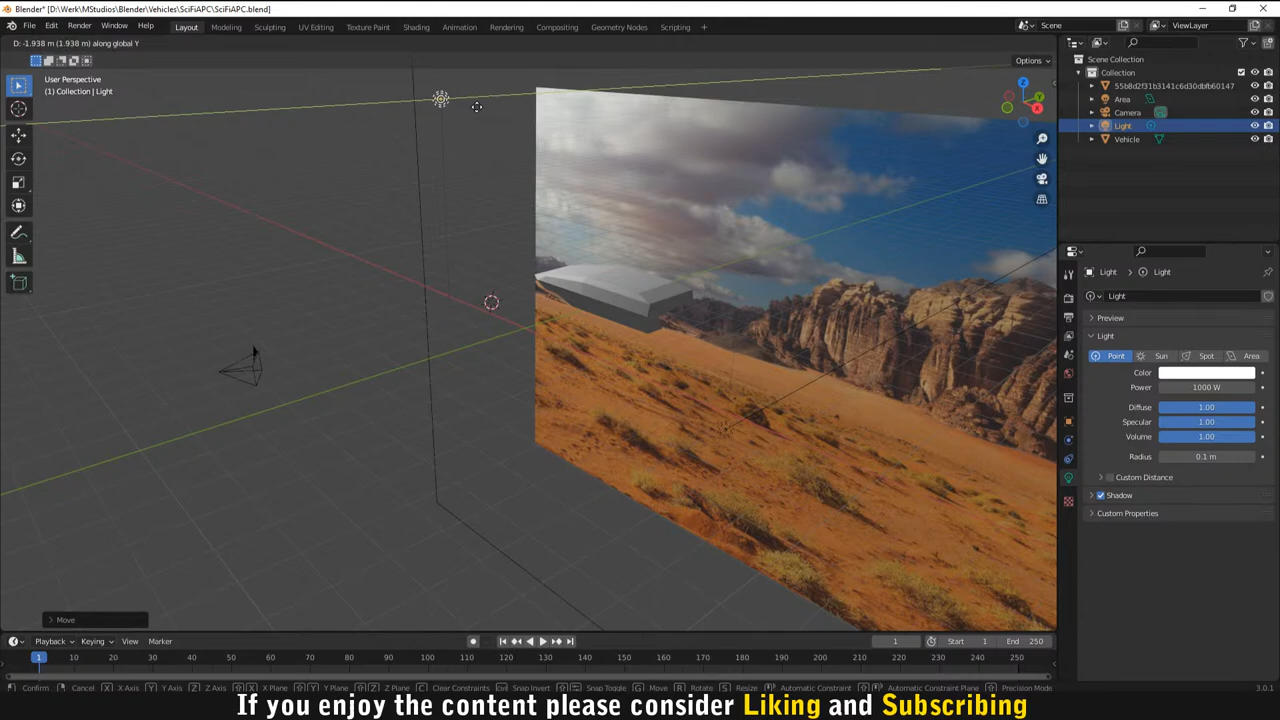 Blender* [D:\Werk\MStudios\Blender\Vehicles\SciFiAPC\SciFiAPC.blend]
File Edit Render Window Help Layout Modeling Sculpting UV Editing Texture Paint Shading Animation Rendering Compositing Geometry Nodes Scripting + Scene ViewLayer
D: -1.938 m (1.938 m) along global Y
Options
User Perspective
(1) Collection | Light
Scene Collection
Collection
55b8d2f31b3141c6d30dbfb60147
Area
Camera
Light
Vehicle
Light > Light
Light
Preview
Light
Point Sun Spot Area
Color
Power 1000 W
Diffuse 1.00
Specular 1.00
Volume 1.00
Radius 0.1 m
Custom Distance
Shadow
Custom Properties
Z
Y
X
> Move
Playback Keying View Marker 1 Start 1 End 250
1 10 20 30 40 50 60 70 80 90 100 110 120 130 140 150 160 170 180 190 200 210 220 230 240 250
Confirm Cancel X X Axis Y Y Axis Z Z Axis X X Plane Y Y Plane Z Z Plane C Clear Constraints Snap Invert Snap Toggle G Move R Rotate S Resize Automatic Constraint Automatic Constraint Plane Precision Mode 3.0.1
If you enjoy the content please consider Liking and Subscribing